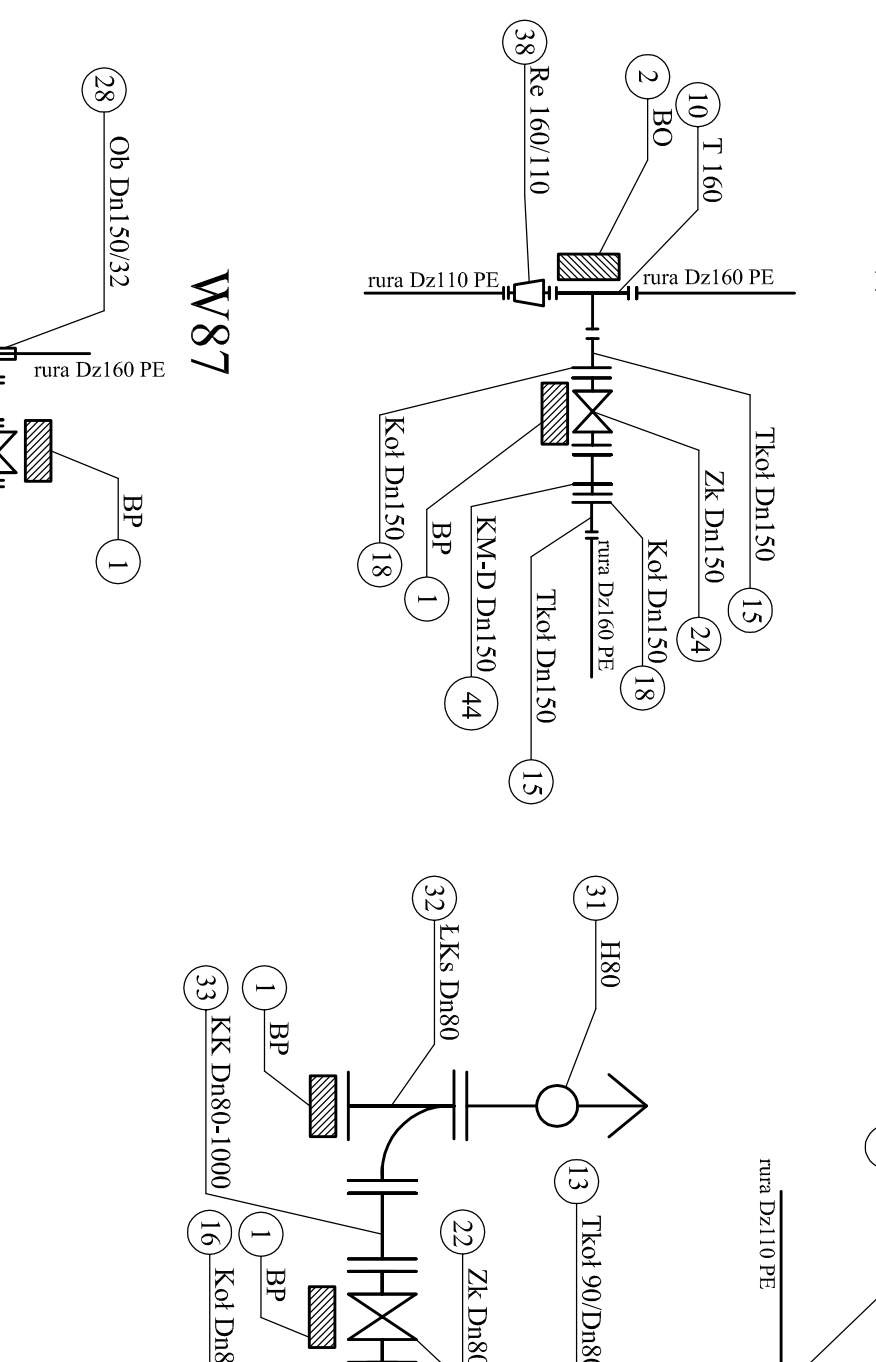 38
Re 160/110
2
BO
10
T 160
28
Ob Dn150/32
W87
rura Dz110 PE
rura Dz160 PE
rura Dz160 PE
BP
1
Koł Dn150
18
BP
1
KM-D Dn150
44
Tkoł Dn150
15
rura Dz160 PE
Koł Dn150
18
Zk Dn150
24
Tkoł Dn150
15
32
ŁKs Dn80
31
H80
33
KK Dn80-1000
1
BP
13
Tkoł 90/Dn80
rura Dz110 PE
16
Koł Dn8
1
BP
22
Zk Dn80